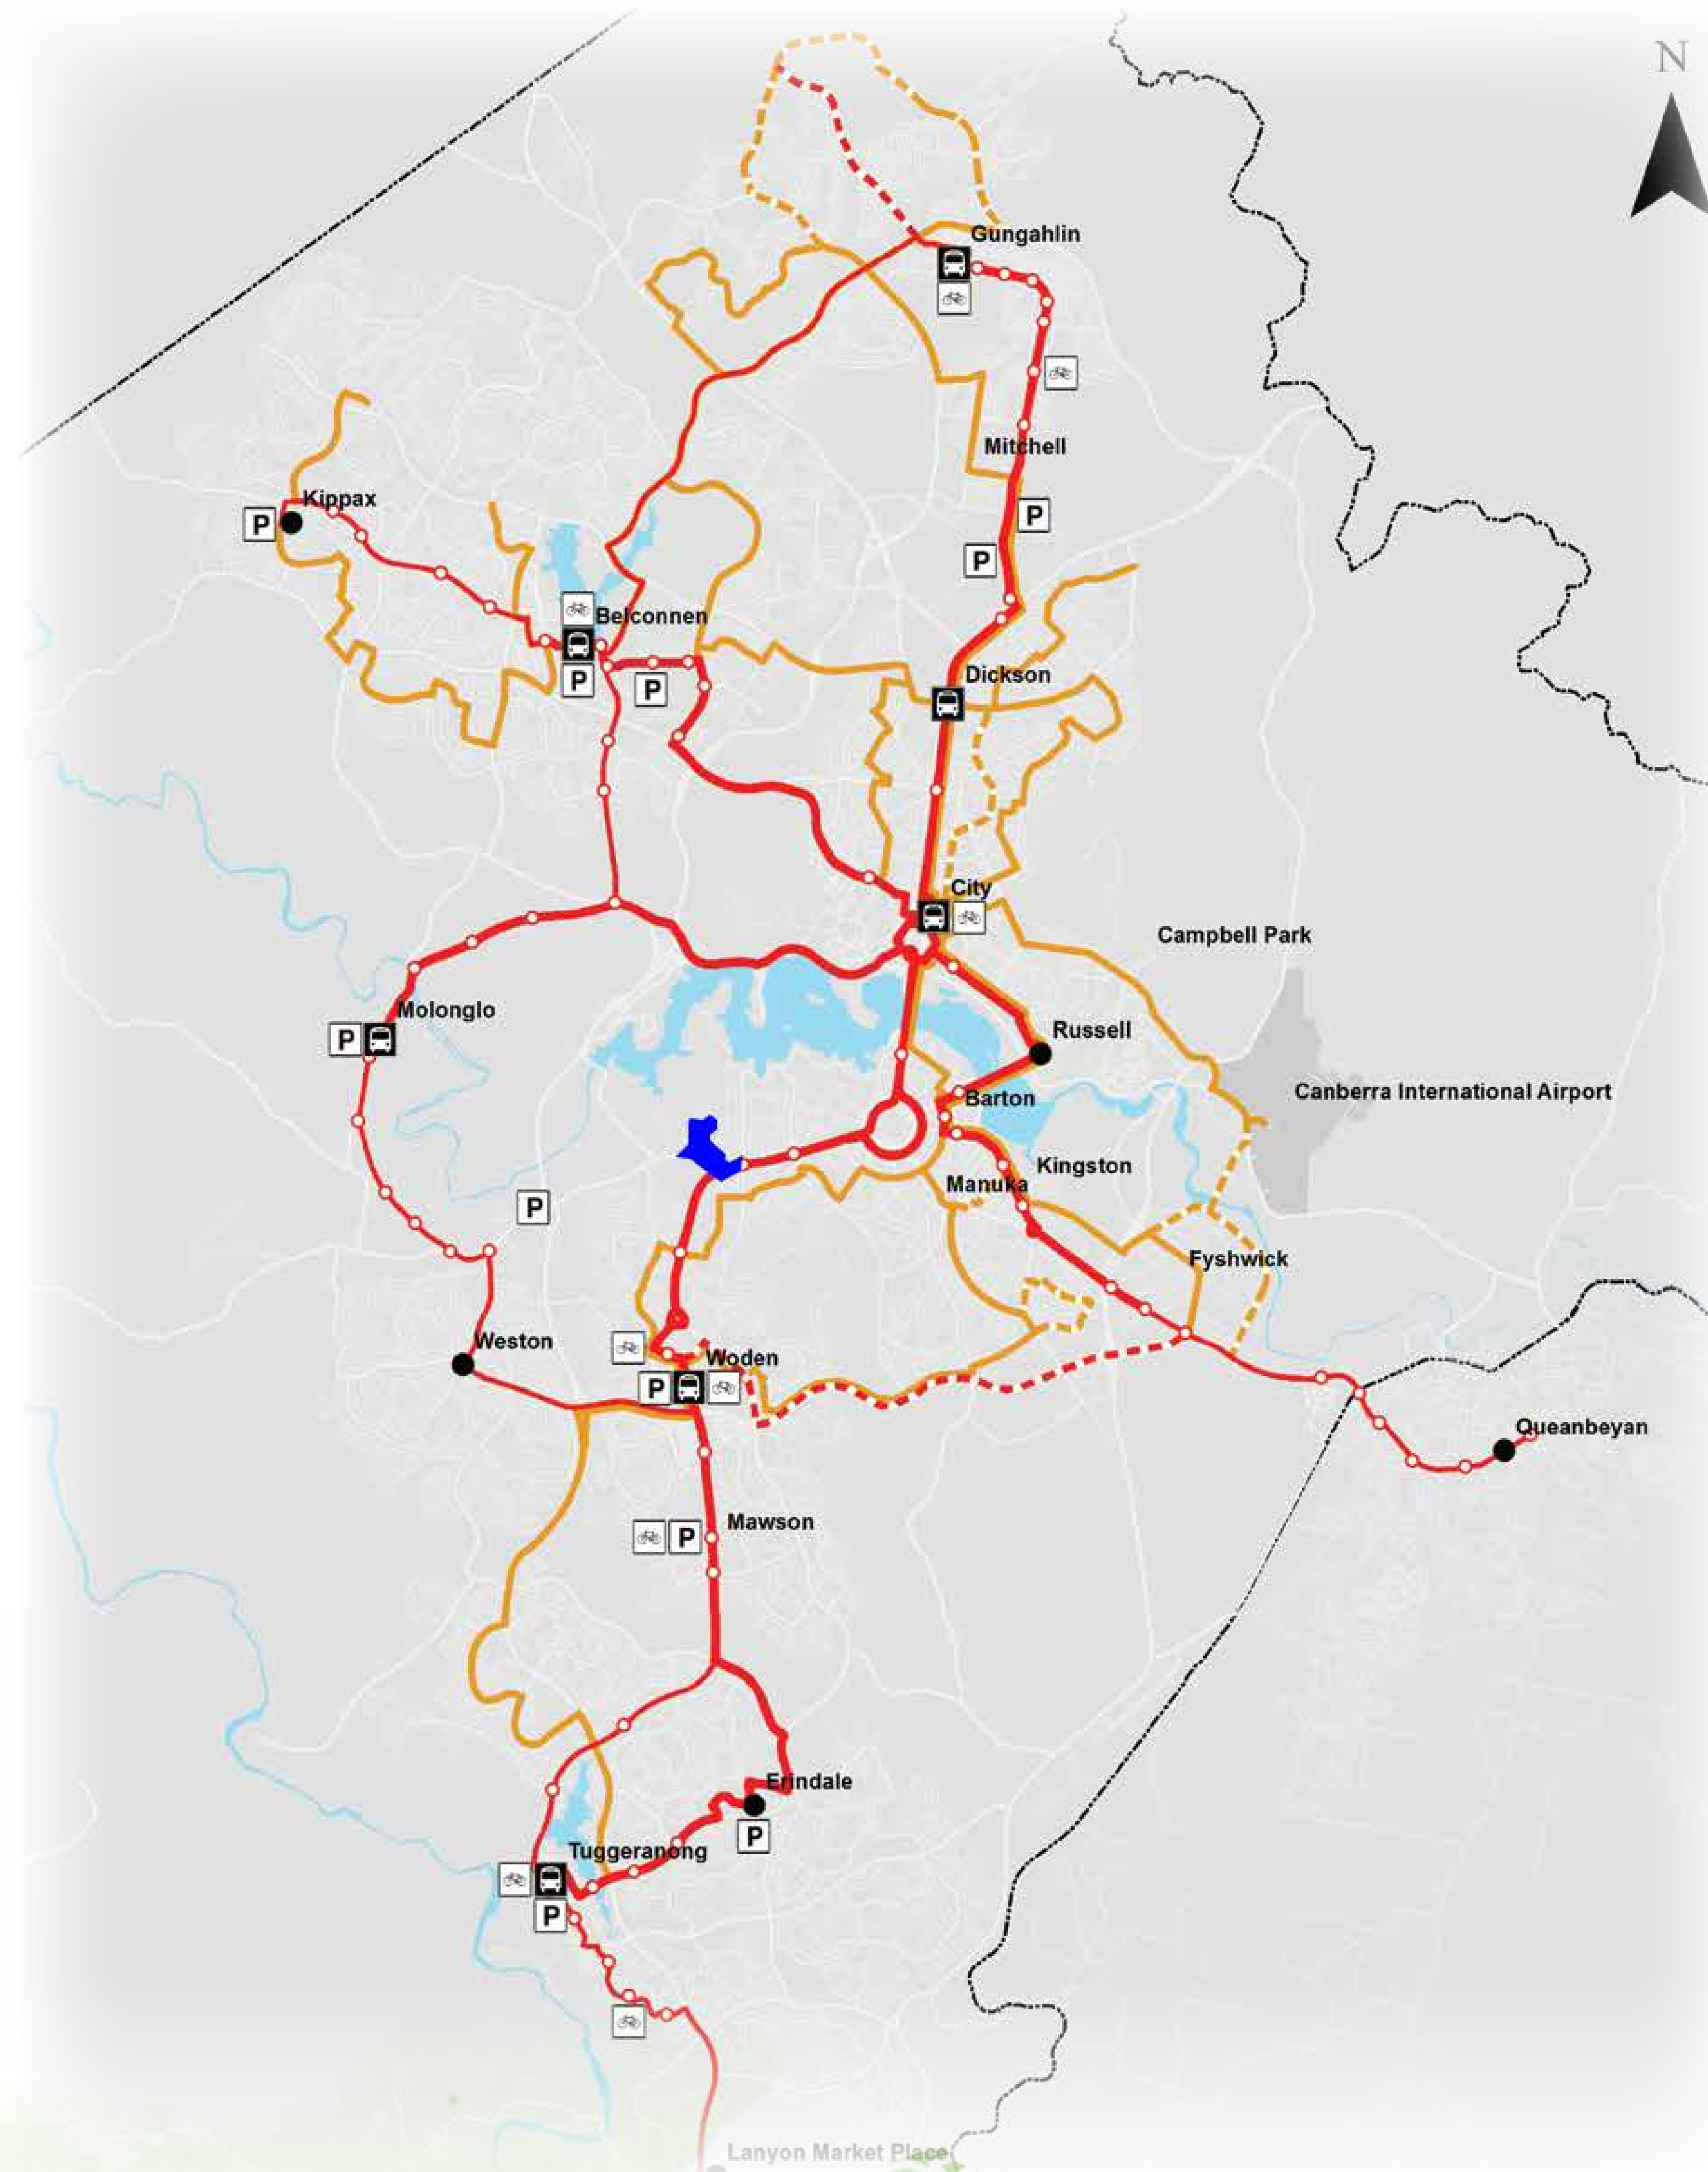 N
Gungahlin
Mitchell
Kippax
P
P
P
Belconnen
P
P
Dickson
City
Campbell Park
Molonglo
P
Russell
Barton
Canberra International Airport
Kingston
Manuka
P
Fyshwick
Weston
Woden
P
Queanbeyan
Mawson
P
Erindale
P
Tuggeranong
P
Lanyon Market Place